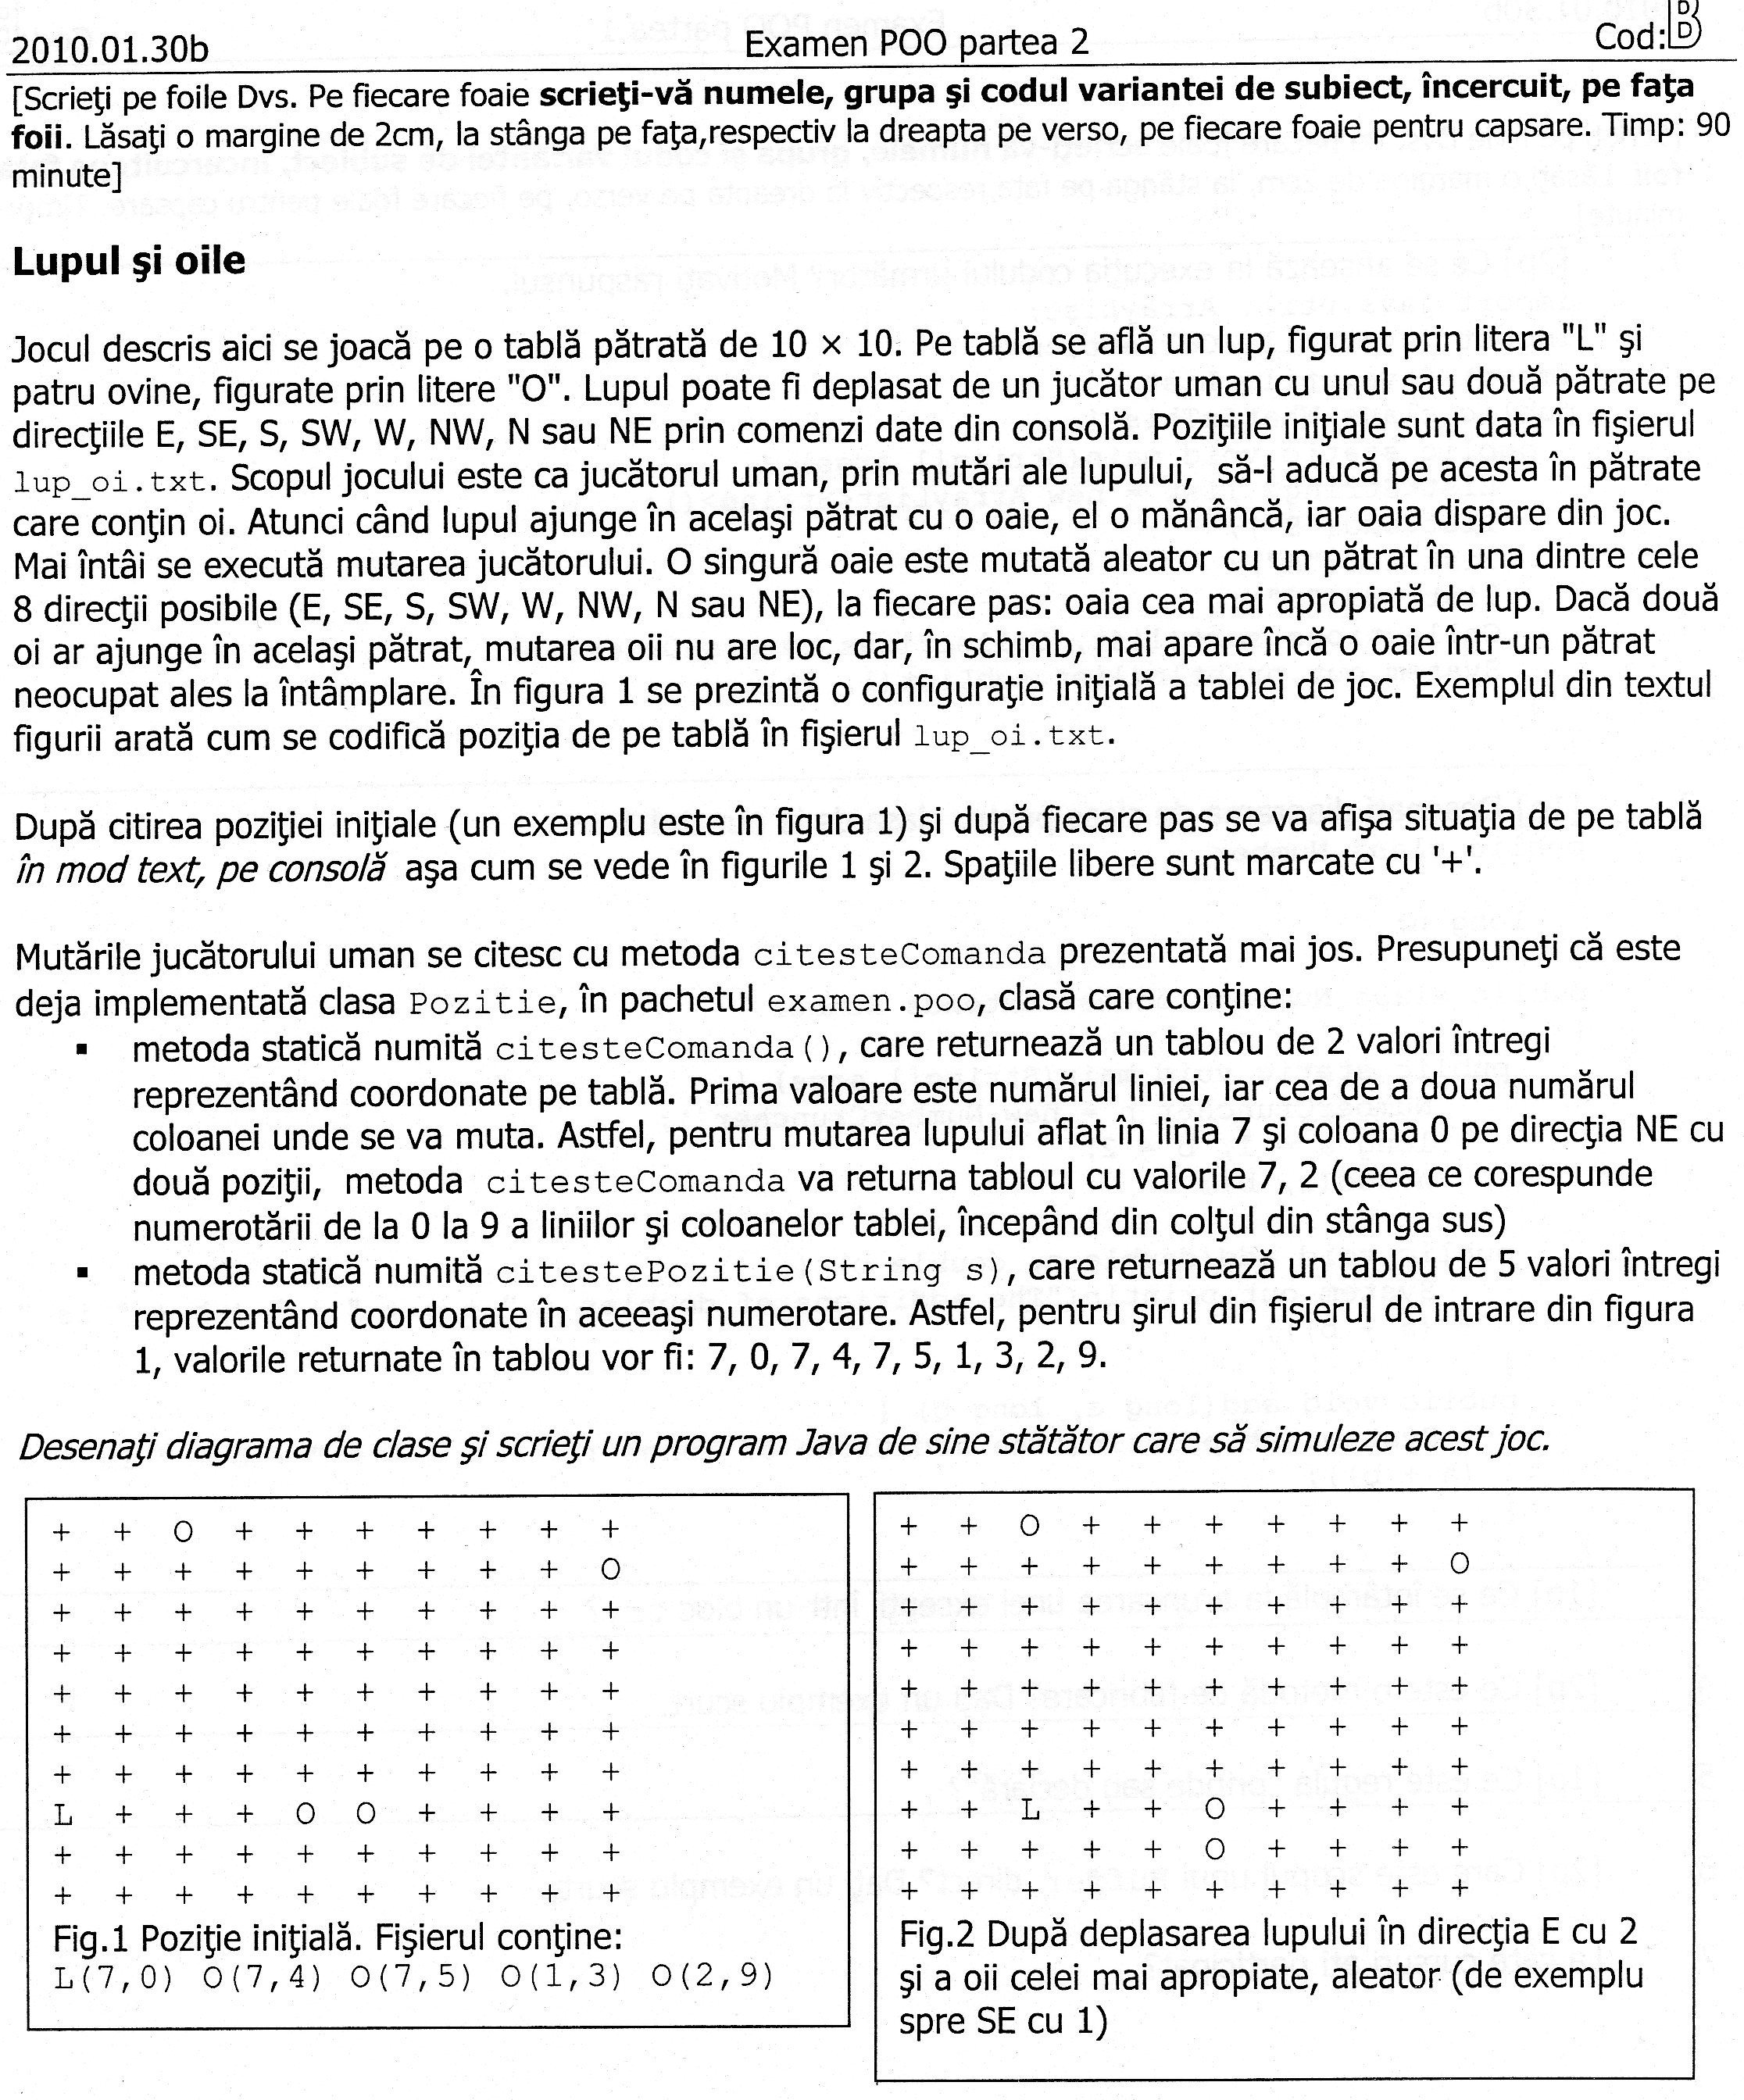 2010.01.30b Examen POO partea 2 Cod:B
[Scrieţi pe foile Dvs. Pe fiecare foaie scrieţi-vă numele, grupa şi codul variantei de subiect, încercuit, pe faţa
foii. Lăsaţi o margine de 2cm, la stânga pe faţa,respectiv la dreapta pe verso, pe fiecare foaie pentru capsare. Timp: 90
minute]
Lupul şi oile
Jocul descris aici se joacă pe o tablă pătrată de 10 × 10. Pe tablă se află un lup, figurat prin litera "L" şi
patru ovine, figurate prin litere "O". Lupul poate fi deplasat de un jucător uman cu unul sau două pătrate pe
direcţiile E, SE, S, SW, W, NW, N sau NE prin comenzi date din consolă. Poziţiile iniţiale sunt data în fişierul
lup_oi.txt. Scopul jocului este ca jucătorul uman, prin mutări ale lupului, să-l aducă pe acesta în pătrate
care conţin oi. Atunci când lupul ajunge în acelaşi pătrat cu o oaie, el o mănâncă, iar oaia dispare din joc.
Mai întâi se execută mutarea jucătorului. O singură oaie este mutată aleator cu un pătrat în una dintre cele
8 direcţii posibile (E, SE, S, SW, W, NW, N sau NE), la fiecare pas: oaia cea mai apropiată de lup. Dacă două
oi ar ajunge în acelaşi pătrat, mutarea oii nu are loc, dar, în schimb, mai apare încă o oaie într-un pătrat
neocupat ales la întâmplare. În figura 1 se prezintă o configuraţie iniţială a tablei de joc. Exemplul din textul
figurii arată cum se codifică poziţia de pe tablă în fişierul lup_oi.txt.
După citirea poziţiei iniţiale (un exemplu este în figura 1) şi după fiecare pas se va afişa situaţia de pe tablă
în mod text, pe consolă aşa cum se vede în figurile 1 şi 2. Spaţiile libere sunt marcate cu '+'.
Mutările jucătorului uman se citesc cu metoda citesteComanda prezentată mai jos. Presupuneţi că este
deja implementată clasa Pozitie, în pachetul examen.poo, clasă care conţine:
▪ metoda statică numită citesteComanda(), care returnează un tablou de 2 valori întregi
reprezentând coordonate pe tablă. Prima valoare este numărul liniei, iar cea de a doua numărul
coloanei unde se va muta. Astfel, pentru mutarea lupului aflat în linia 7 şi coloana 0 pe direcţia NE cu
două poziţii, metoda citesteComanda va returna tabloul cu valorile 7, 2 (ceea ce corespunde
numerotării de la 0 la 9 a liniilor şi coloanelor tablei, începând din colţul din stânga sus)
▪ metoda statică numită citestePozitie(String s), care returnează un tablou de 5 valori întregi
reprezentând coordonate în aceeaşi numerotare. Astfel, pentru şirul din fişierul de intrare din figura
1, valorile returnate în tablou vor fi: 7, 0, 7, 4, 7, 5, 1, 3, 2, 9.
Desenaţi diagrama de clase şi scrieţi un program Java de sine stătător care să simuleze acest joc.
+ + O + + + + + + +
+ + + + + + + + + O
+ + + + + + + + + +
+ + + + + + + + + +
+ + + + + + + + + +
+ + + + + + + + + +
+ + + + + + + + + +
L + + + O O + + + +
+ + + + + + + + + +
+ + + + + + + + + +
Fig.1 Poziţie iniţială. Fişierul conţine:
L(7,0) O(7,4) O(7,5) O(1,3) O(2,9)
+ + O + + + + + + +
+ + + + + + + + + O
+ + + + + + + + + +
+ + + + + + + + + +
+ + + + + + + + + +
+ + + + + + + + + +
+ + + + + + + + + +
+ + L + + O + + + +
+ + + + + O + + + +
+ + + + + + + + + +
Fig.2 După deplasarea lupului în direcţia E cu 2
şi a oii celei mai apropiate, aleator (de exemplu
spre SE cu 1)